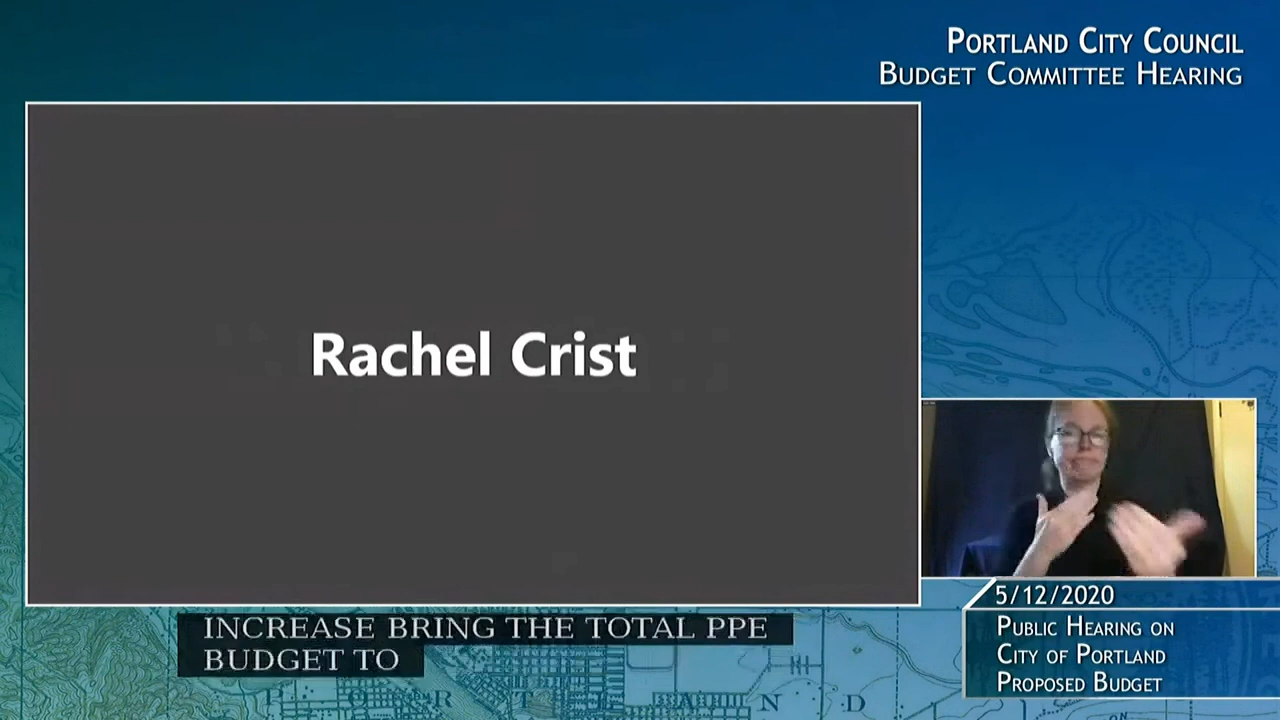 Portland City Council
Budget Committee Hearing
Rachel Crist
INCREASE BRING THE TOTAL PPE
BUDGET TO
5/12/2020
Public Hearing on
City of Portland
Proposed Budget
P O R T L A N D
ON